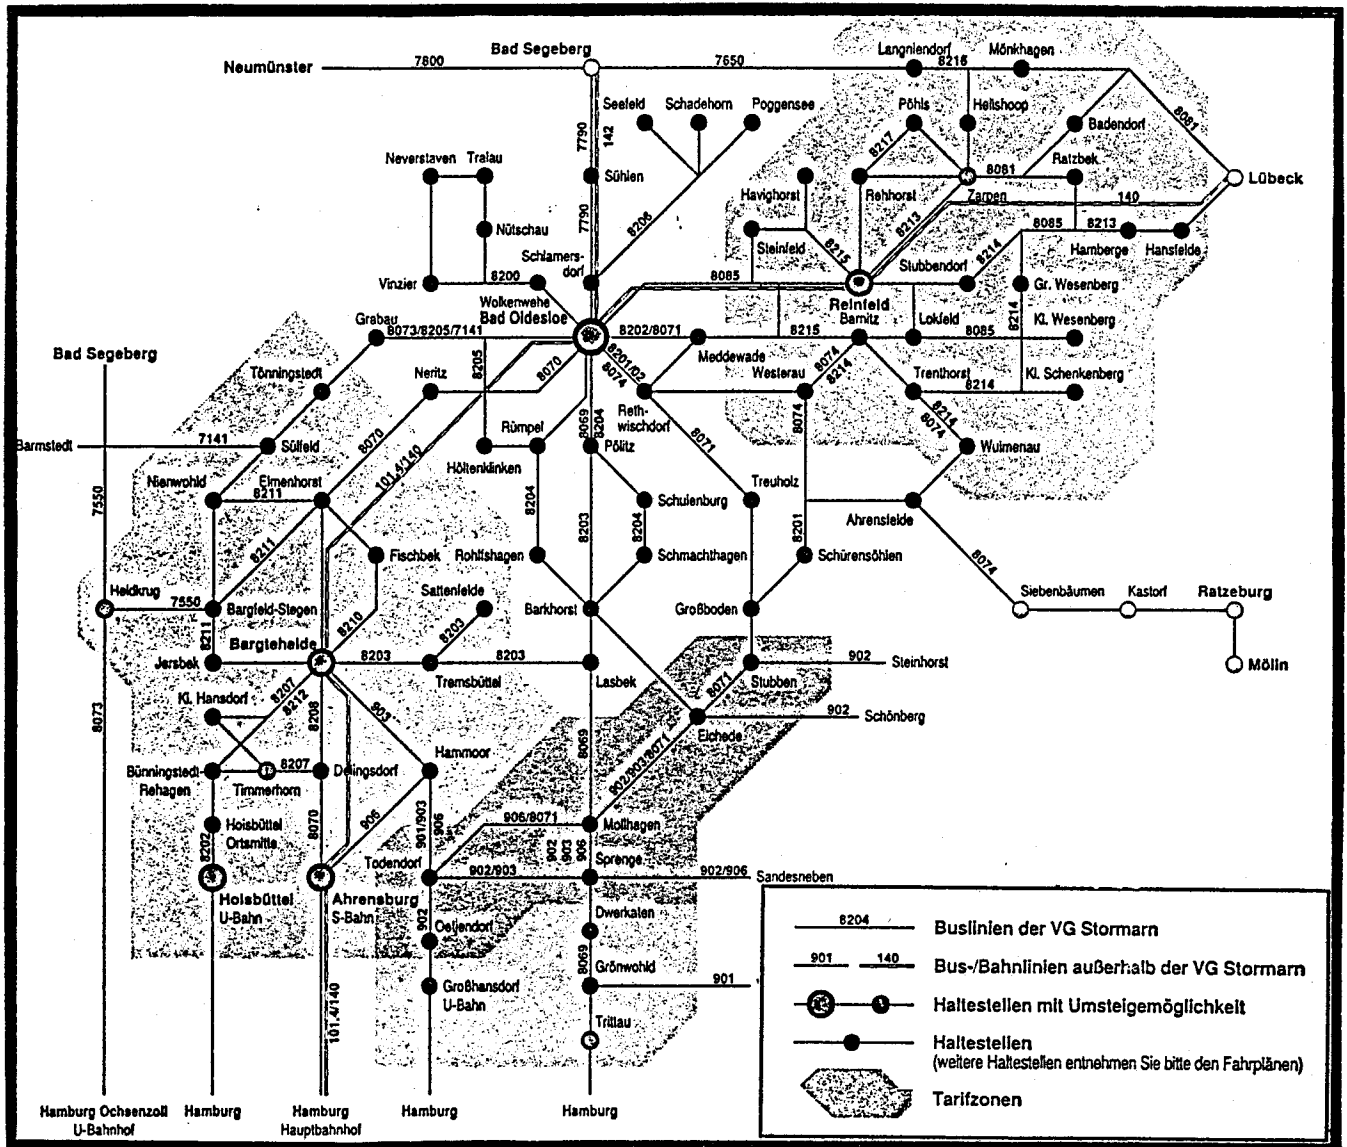 Bad Segeberg
Langniendorf
Mönkhagen
Neumünster
7800
7650
8216
Seefeld
Schadehorn
Poggensee
Pöhls
Heilshoop
Badendorf
8081
7790
142
8217
Neverstaven
Tralau
Sühlen
Havighorst
Rehhorst
Zarpen
8081
Ratzbek
140
Lübeck
7790
8206
8213
Nütschau
Steinfeld
8215
8214
8085
8213
Hamberge
Hansfelde
Schlamers-
dorf
Stubbendorf
Vinzier
8200
Wolkenwehe
8085
Reinfeld
Gr. Wesenberg
8214
Bad Oldesloe
Grabau
8073/8205/7141
8202/8071
8215
Barnitz
Lokfeld
8085
Kl. Wesenberg
Bad Segeberg
8205
8070
8201/02
8074
Meddewade
Westerau
8074
8214
Tönningstedt
Neritz
Trenthorst
8214
Kl. Schenkenberg
8069
8204
Reth-
wischdorf
8074
8214
8074
Barmstedt
7141
Sülfeld
8070
101.4/140
Rümpel
Pölitz
8071
Wulmenau
Höltenklinken
Nienwohld
Elmenhorst
8211
Schulenburg
Treuholz
Ahrensfelde
7550
8211
8204
8203
8204
8201
8074
Fischbek
Rohlfshagen
Schmachthagen
Schürensöhlen
Heidkrug
7550
Bargfeld-Stegen
Sattenfelde
Barkhorst
Großboden
Siebenbäumen
Kastorf
Ratzeburg
8211
8210
8203
Bargteheide
Jersbek
8203
Tremsbüttel
8203
Lasbek
Stubben
902
Steinhorst
Mölln
Kl. Hansdorf
8207
8212
8208
903
8071
8073
Eichede
902
Schönberg
8069
902/903/8071
Hammoor
Bünningstedt-
Rehagen
8207
Timmerhorn
Delingsdorf
8070
906
901/903
906
906/8071
Mollhagen
Hoisbüttel
Ortsmitte
8202
902
903
906
Todendorf
902/903
Sprenge
902/906
Sandesneben
Hoisbüttel
U-Bahn
Ahrensburg
S-Bahn
902
Oetjendorf
Dwerkaten
8069
Grönwohld
901
Großhansdorf
U-Bahn
101.4/140
Trittau
Hamburg Ochsenzoll
U-Bahnhof
Hamburg
Hamburg
Hauptbahnhof
Hamburg
Hamburg
8204
Buslinien der VG Stormarn
901
140
Bus-/Bahnlinien außerhalb der VG Stormarn
Haltestellen mit Umsteigemöglichkeit
Haltestellen
(weitere Haltestellen entnehmen Sie bitte den Fahrplänen)
Tarifzonen